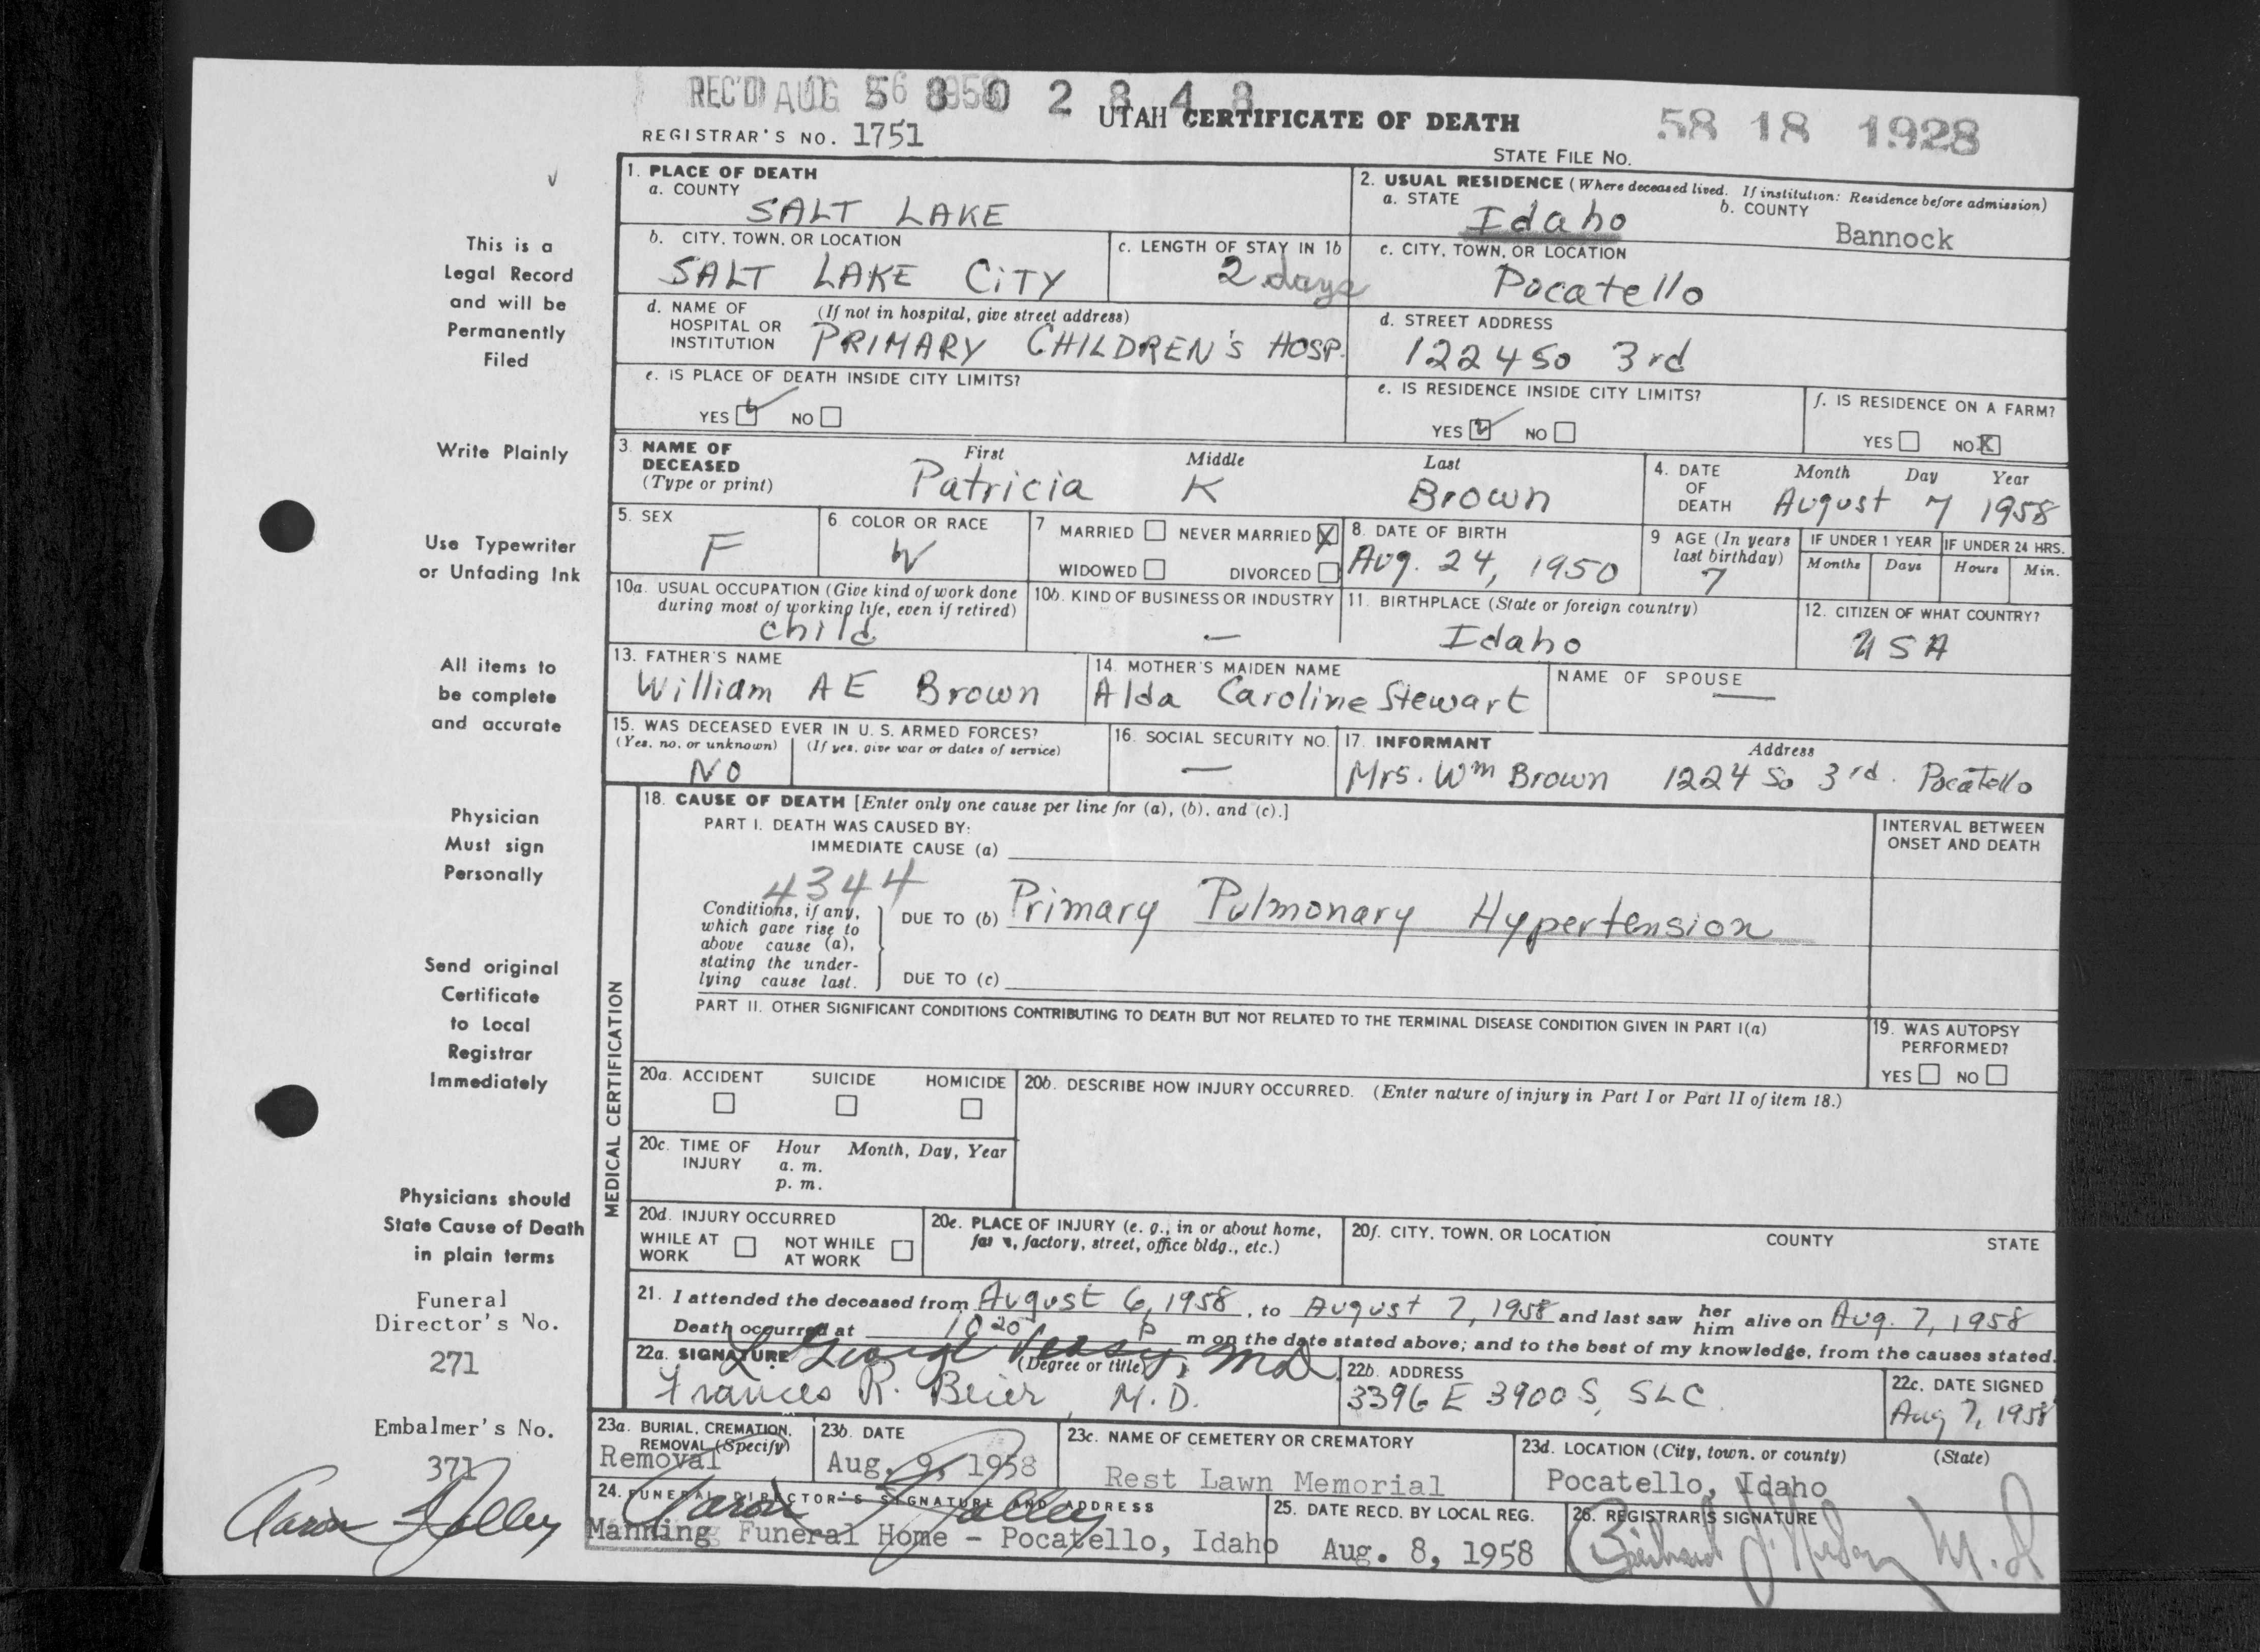 REC'D AUG
5 8 0 2 8 4 8
UTAH CERTIFICATE OF DEATH
58 18 1928
REGISTRAR'S NO. 1751
STATE FILE NO.
This is a
Legal Record
and will be
Permanently
Filed
Write Plainly
Use Typewriter
or Unfading Ink
All items to
be complete
and accurate
Physician
Must sign
Personally
Send original
Certificate
to Local
Registrar
Immediately
Physicians should
State Cause of Death
in plain terms
Funeral
Director's No.
271
Embalmer's No.
371
1. PLACE OF DEATH
a. COUNTY
SALT LAKE
2. USUAL RESIDENCE (Where deceased lived. If institution: Residence before admission)
a. STATE Idaho b. COUNTY Bannock
b. CITY, TOWN, OR LOCATION
SALT LAKE CITY
c. LENGTH OF STAY IN 1b
2 days
c. CITY, TOWN, OR LOCATION
Pocatello
d. NAME OF HOSPITAL OR INSTITUTION (If not in hospital, give street address)
PRIMARY CHILDREN'S HOSP.
d. STREET ADDRESS
1224 So 3rd
e. IS PLACE OF DEATH INSIDE CITY LIMITS?
YES NO
e. IS RESIDENCE INSIDE CITY LIMITS?
YES NO
f. IS RESIDENCE ON A FARM?
YES NO X
3. NAME OF DECEASED (Type or print)
First Middle Last
Patricia K Brown
4. DATE OF DEATH
Month Day Year
August 7 1958
5. SEX
F
6. COLOR OR RACE
W
7 MARRIED NEVER MARRIED X
WIDOWED DIVORCED
8. DATE OF BIRTH
Aug. 24, 1950
9 AGE (In years last birthday)
7
IF UNDER 1 YEAR
Months Days
IF UNDER 24 HRS.
Hours Min.
10a. USUAL OCCUPATION (Give kind of work done during most of working life, even if retired)
child
10b. KIND OF BUSINESS OR INDUSTRY
—
11. BIRTHPLACE (State or foreign country)
Idaho
12. CITIZEN OF WHAT COUNTRY?
USA
13. FATHER'S NAME
William A E Brown
14. MOTHER'S MAIDEN NAME
Alda Caroline Stewart
NAME OF SPOUSE
—
15. WAS DECEASED EVER IN U. S. ARMED FORCES?
(Yes, no, or unknown) (If yes, give war or dates of service)
No
16. SOCIAL SECURITY NO.
—
17. INFORMANT Address
Mrs. Wm Brown 1224 So 3rd. Pocatello
MEDICAL CERTIFICATION
18. CAUSE OF DEATH [Enter only one cause per line for (a), (b), and (c).]
PART I. DEATH WAS CAUSED BY:
IMMEDIATE CAUSE (a)
INTERVAL BETWEEN
ONSET AND DEATH
4344
Conditions, if any,
which gave rise to
above cause (a),
stating the under-
lying cause last.
DUE TO (b) Primary Pulmonary Hypertension
DUE TO (c)
PART II. OTHER SIGNIFICANT CONDITIONS CONTRIBUTING TO DEATH BUT NOT RELATED TO THE TERMINAL DISEASE CONDITION GIVEN IN PART I(a)
19. WAS AUTOPSY
PERFORMED?
YES NO
20a. ACCIDENT SUICIDE HOMICIDE
20b. DESCRIBE HOW INJURY OCCURRED. (Enter nature of injury in Part I or Part II of item 18.)
20c. TIME OF INJURY Hour Month, Day, Year
a. m.
p. m.
20d. INJURY OCCURRED
WHILE AT WORK NOT WHILE AT WORK
20e. PLACE OF INJURY (e. g., in or about home,
factory, street, office bldg., etc.)
20f. CITY, TOWN, OR LOCATION COUNTY STATE
21. I attended the deceased from August 6, 1958, to August 7, 1958 and last saw her him alive on Aug. 7, 1958
Death occurred at 10 20 P m on the date stated above; and to the best of my knowledge, from the causes stated.
22a. SIGNATURE (Degree or title)
L. George Veasy, MD
Frances R. Beier, M.D.
22b. ADDRESS
3396 E 3900 S, SLC
22c. DATE SIGNED
Aug 7, 1958
23a. BURIAL, CREMATION, REMOVAL (Specify)
Removal
23b. DATE
Aug. 9, 1958
23c. NAME OF CEMETERY OR CREMATORY
Rest Lawn Memorial
23d. LOCATION (City, town, or county) (State)
Pocatello, Idaho
24. FUNERAL DIRECTOR'S SIGNATURE AND ADDRESS
Manning Funeral Home - Pocatello, Idaho
25. DATE RECD. BY LOCAL REG.
Aug. 8, 1958
26. REGISTRAR'S SIGNATURE
M.D